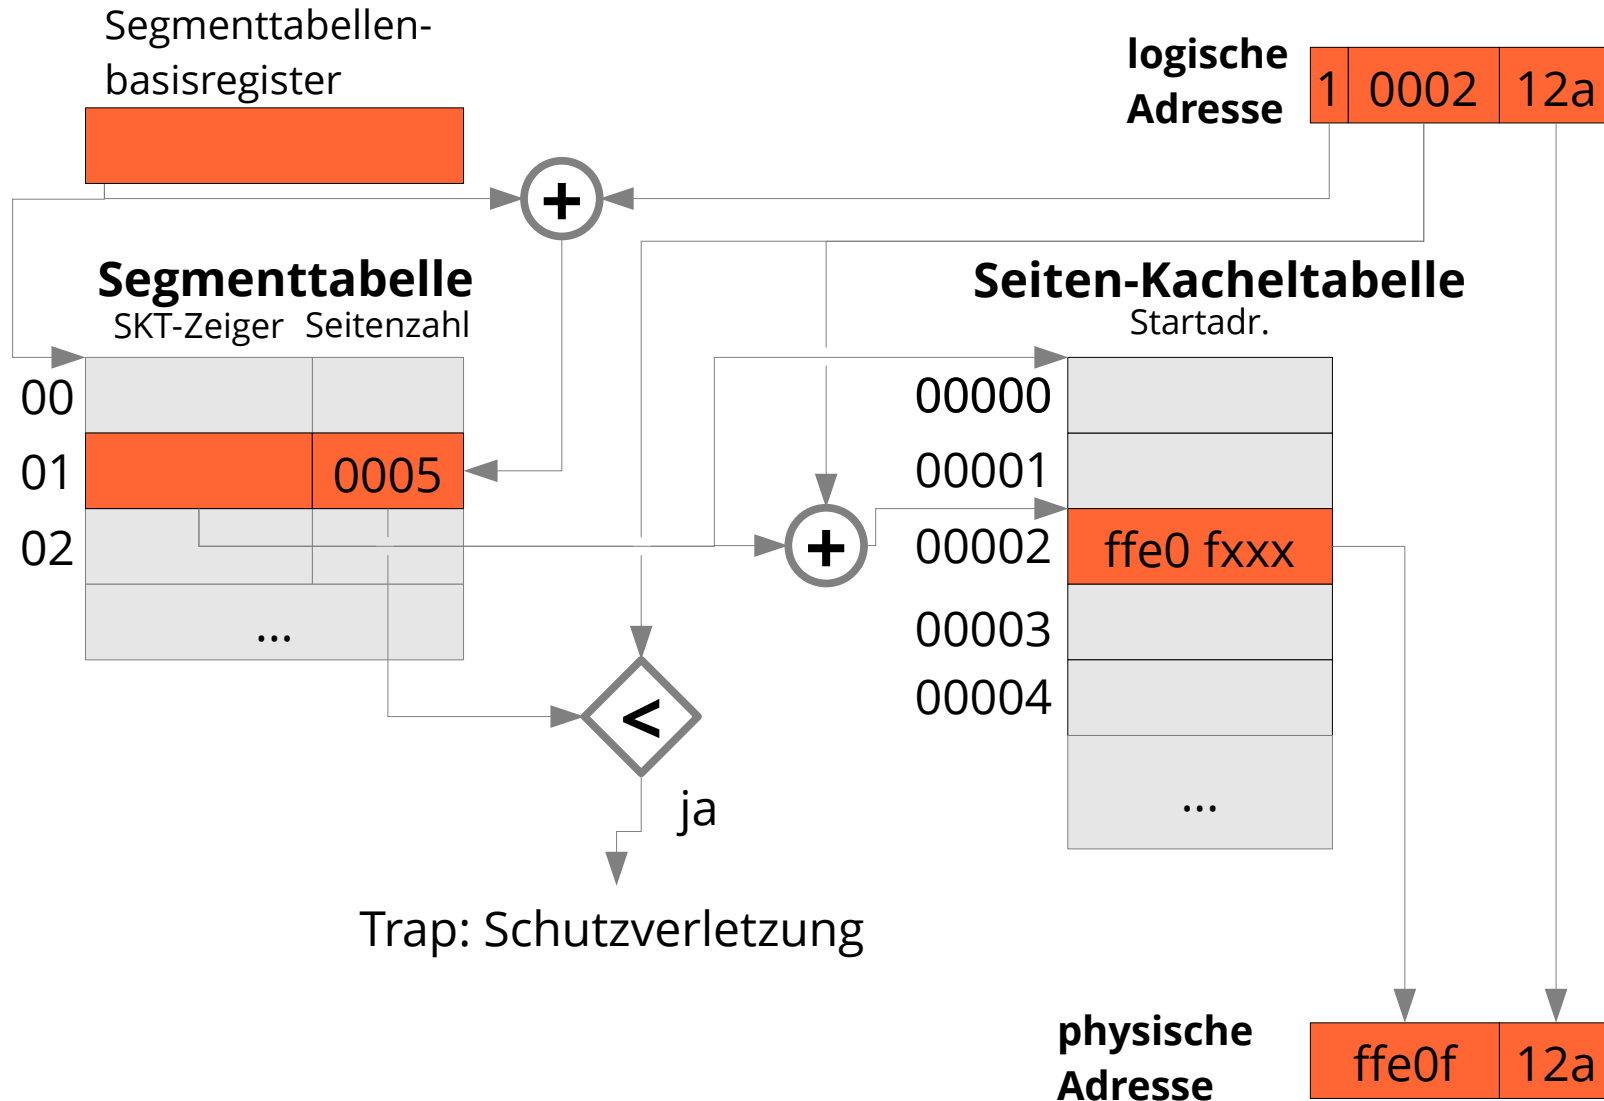 Segmenttabellen-
basisregister
logische
Adresse
1 0002 12a
+
Segmenttabelle
SKT-Zeiger Seitenzahl
Seiten-Kacheltabelle
Startadr.
00
01 0005
02
...
+
00000
00001
00002 ffe0 fxxx
00003
00004
...
<
ja
Trap: Schutzverletzung
physische
Adresse
ffe0f 12a